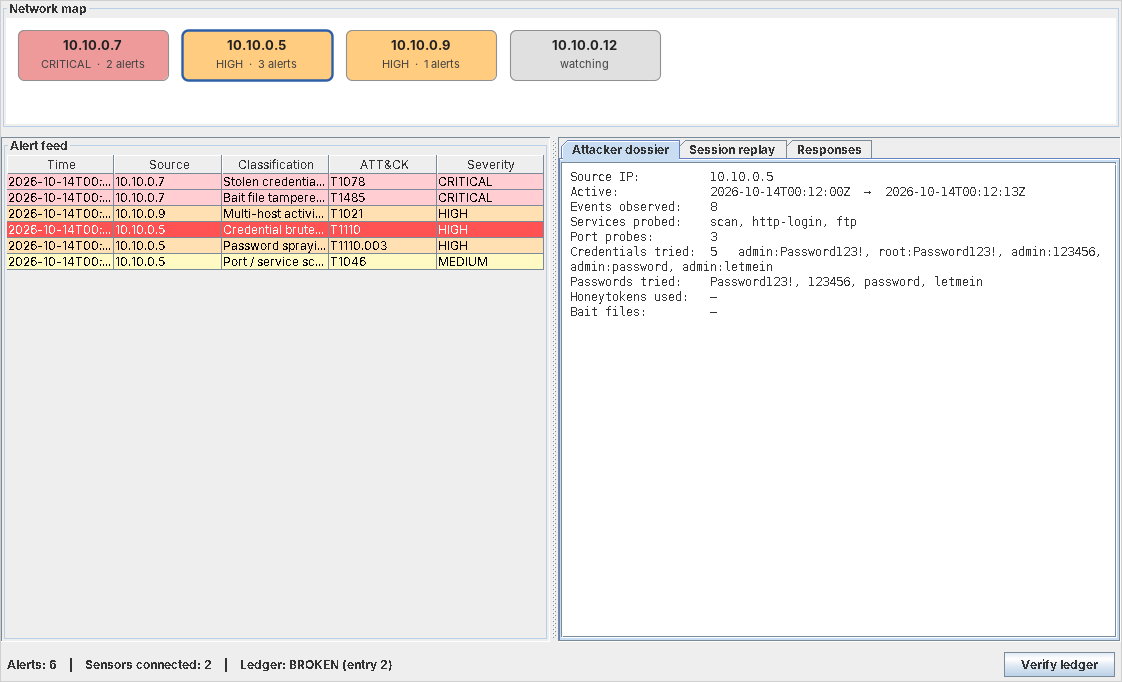 Network map
10.10.0.7
CRITICAL · 2 alerts
10.10.0.5
HIGH · 3 alerts
10.10.0.9
HIGH · 1 alerts
10.10.0.12
watching
Alert feed
Time Source Classification ATT&CK Severity
2026-10-14T00:... 10.10.0.7 Stolen credentia... T1078 CRITICAL
2026-10-14T00:... 10.10.0.7 Bait file tampere... T1485 CRITICAL
2026-10-14T00:... 10.10.0.9 Multi-host activi... T1021 HIGH
2026-10-14T00:... 10.10.0.5 Credential brute... T1110 HIGH
2026-10-14T00:... 10.10.0.5 Password sprayi... T1110.003 HIGH
2026-10-14T00:... 10.10.0.5 Port / service sc... T1046 MEDIUM
Attacker dossier Session replay Responses
Source IP: 10.10.0.5
Active: 2026-10-14T00:12:00Z → 2026-10-14T00:12:13Z
Events observed: 8
Services probed: scan, http-login, ftp
Port probes: 3
Credentials tried: 5 admin:Password123!, root:Password123!, admin:123456,
admin:password, admin:letmein
Passwords tried: Password123!, 123456, password, letmein
Honeytokens used: —
Bait files: —
Alerts: 6 | Sensors connected: 2 | Ledger: BROKEN (entry 2)
Verify ledger